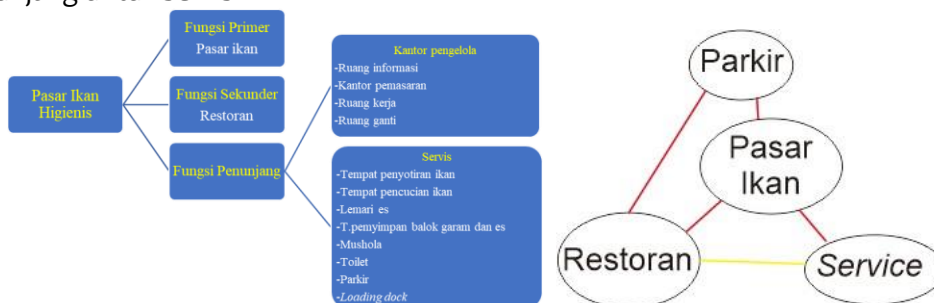 Fungsi Primer
Pasar ikan
Pasar Ikan
Higienis
Fungsi Sekunder
Restoran
Fungsi Penunjang
Kantor pengelola
-Ruang informasi
-Kantor pemasaran
-Ruang kerja
-Ruang ganti
Servis
-Tempat penyotiran ikan
-Tempat pencucian ikan
-Lemari es
-T.penyimpan balok garam dan es
-Mushola
-Toilet
-Parkir
-Loading dock
Parkir
Pasar
Ikan
Restoran
Service